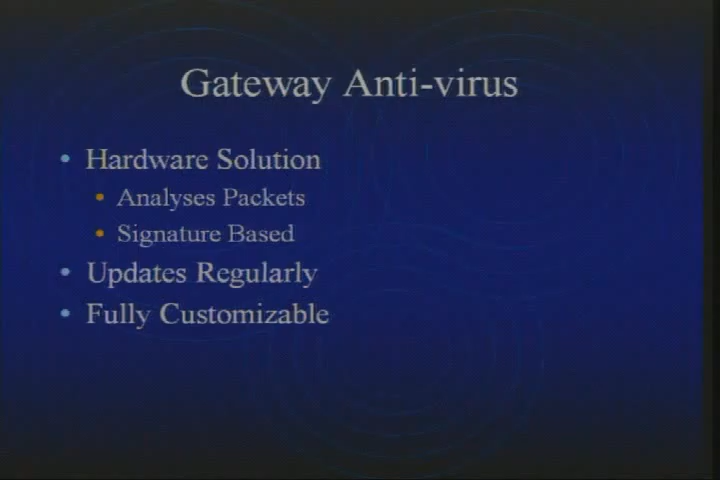 Gateway Anti-virus
• Hardware Solution
• Analyses Packets
• Signature Based
• Updates Regularly
• Fully Customizable